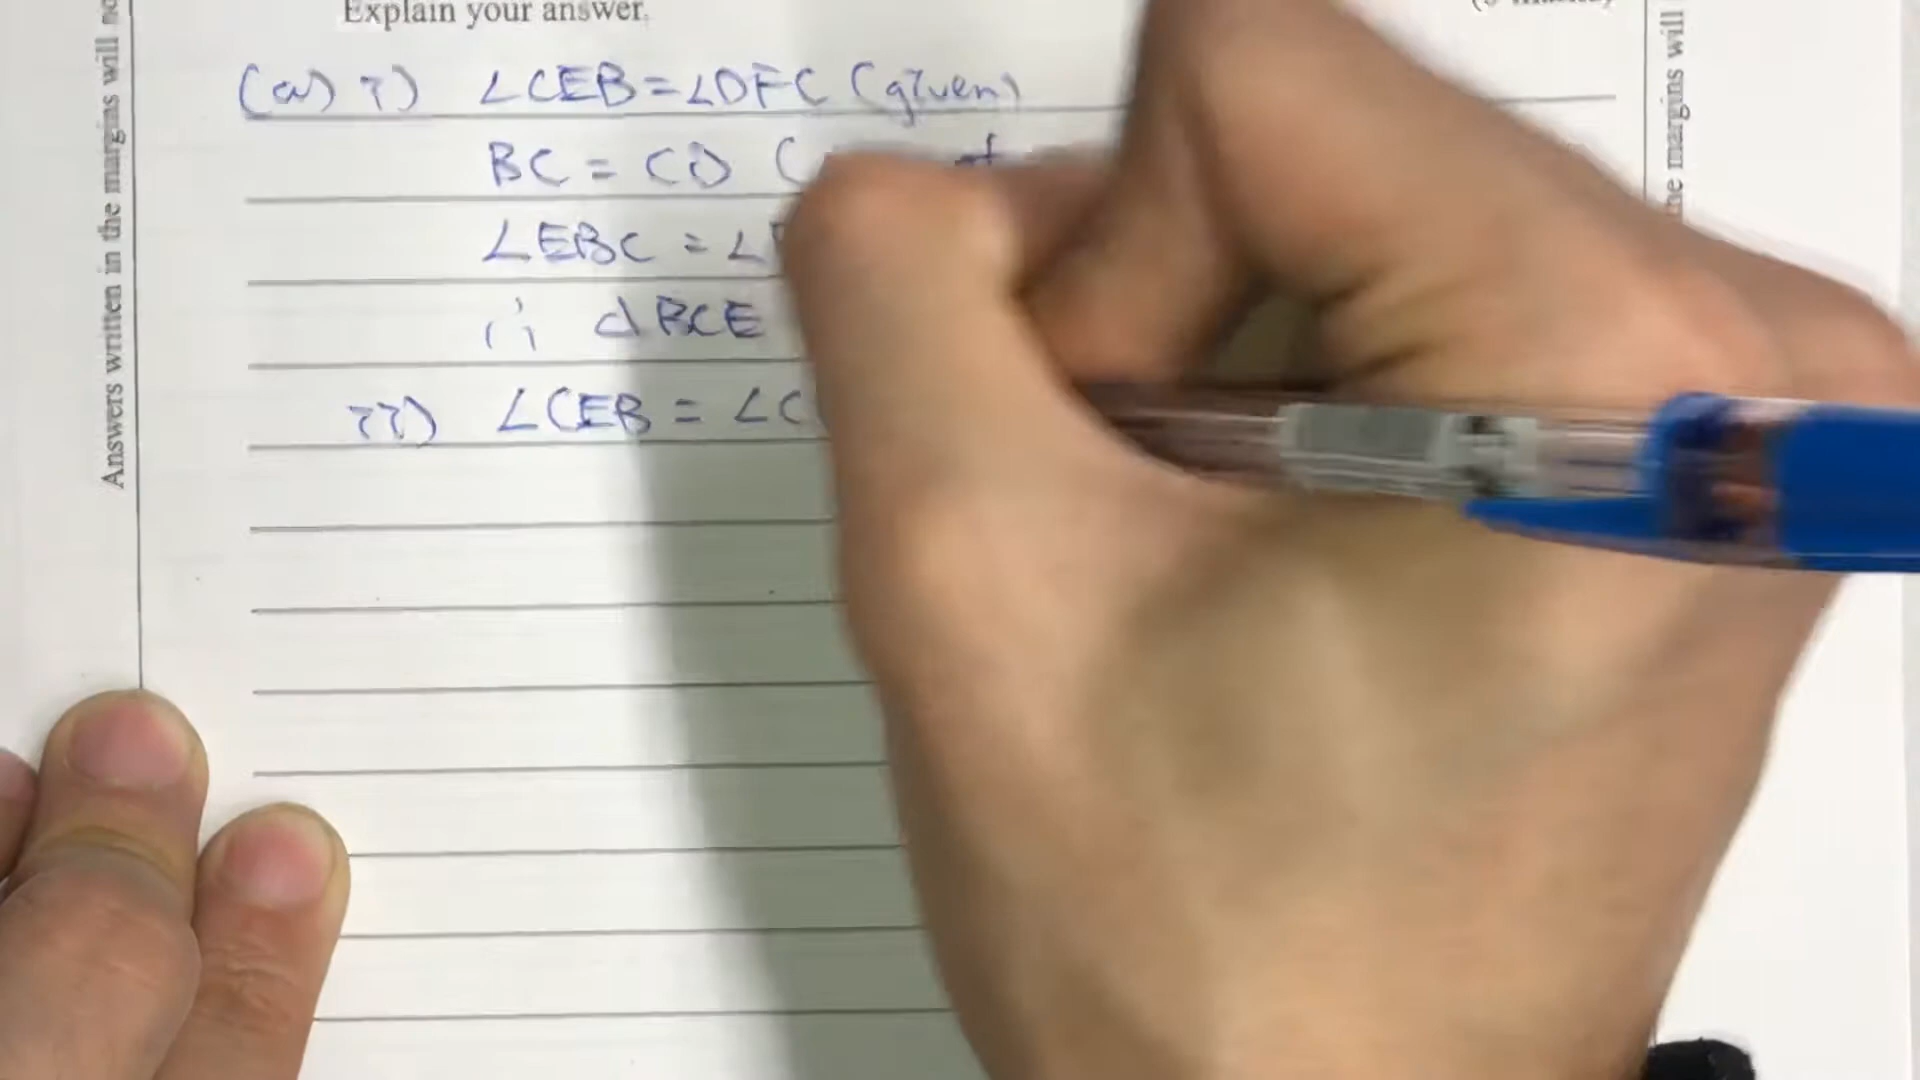 Explain your answer.
(a) i) ∠CEB = ∠DFC (given)
BC = CD (
∠EBC = ∠
∴ △BCE
ii) ∠CEB = ∠C
Answers written in the margins will
the margins will